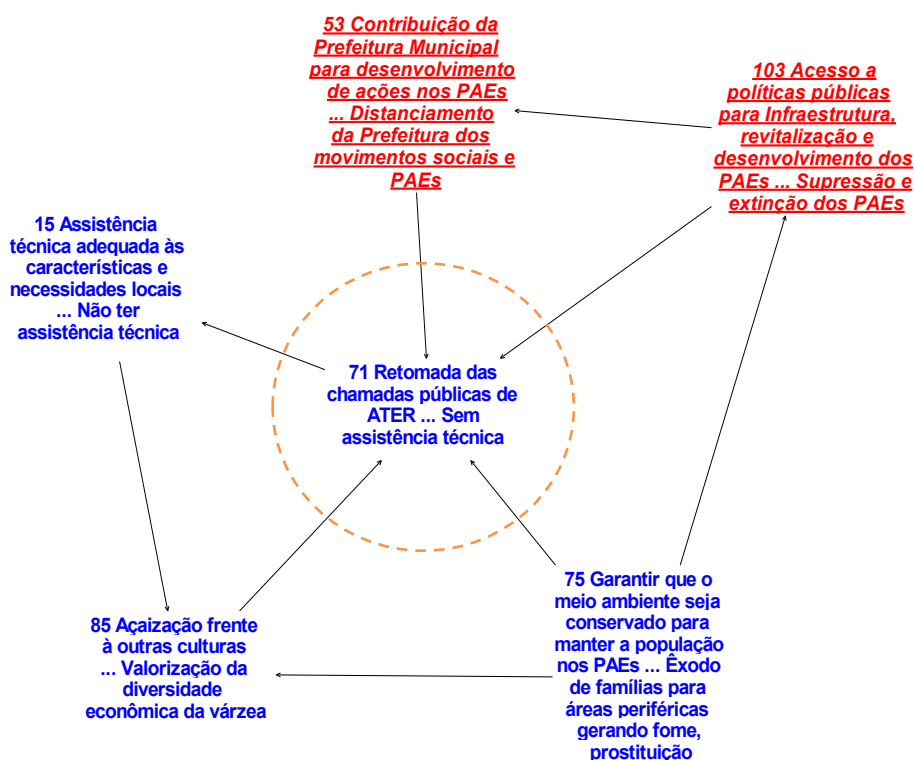 53 Contribuição da
Prefeitura Municipal
para desenvolvimento
de ações nos PAEs
... Distanciamento
da Prefeitura dos
movimentos sociais e
PAEs
103 Acesso a
políticas públicas
para Infraestrutura,
revitalização e
desenvolvimento dos
PAEs ... Supressão e
extinção dos PAEs
15 Assistência
técnica adequada às
características e
necessidades locais
... Não ter
assistência técnica
71 Retomada das
chamadas públicas de
ATER ... Sem
assistência técnica
85 Açaização frente
à outras culturas
... Valorização da
diversidade
econômica da várzea
75 Garantir que o
meio ambiente seja
conservado para
manter a população
nos PAEs ... Êxodo
de famílias para
áreas periféricas
gerando fome,
prostituição